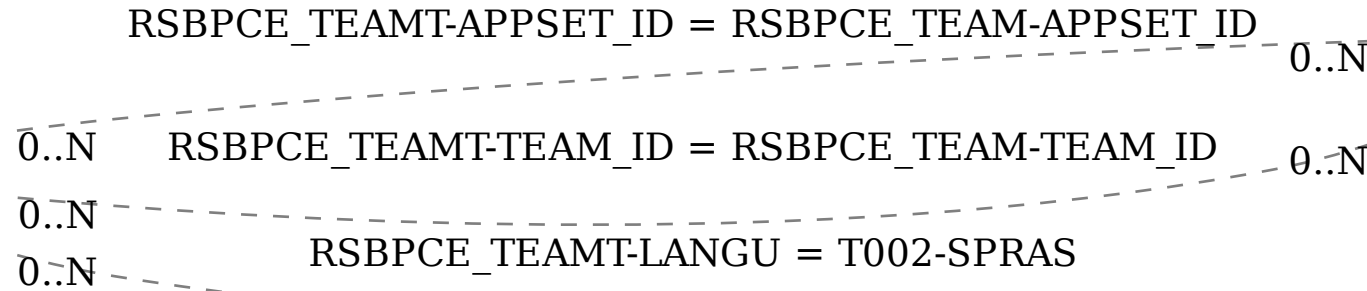 RSBPCE_TEAMT-APPSET_ID = RSBPCE_TEAM-APPSET_ID
0..N
0..N
RSBPCE_TEAMT-TEAM_ID = RSBPCE_TEAM-TEAM_ID
0..N
0..N
RSBPCE_TEAMT-LANGU = T002-SPRAS
0..N